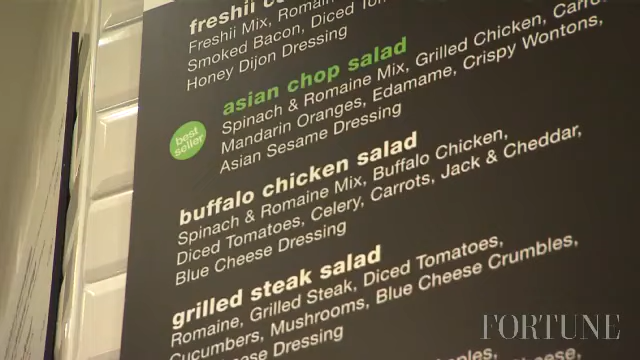 freshii
Freshii Mix, Romain
Smoked Bacon, Diced
Honey Dijon Dressing
asian chop salad
Spinach & Romaine Mix, Grilled Chicken,
Mandarin Oranges, Edamame, Crispy Wontons,
Asian Sesame Dressing
best
seller
buffalo chicken salad
Spinach & Romaine Mix, Buffalo Chicken,
Diced Tomatoes, Celery, Carrots, Jack & Cheddar,
Blue Cheese Dressing
grilled steak salad
Romaine, Grilled Steak, Diced Tomatoes,
Cucumbers, Mushrooms, Blue Cheese Crumbles,
Cheese Dressing
FORTUNE